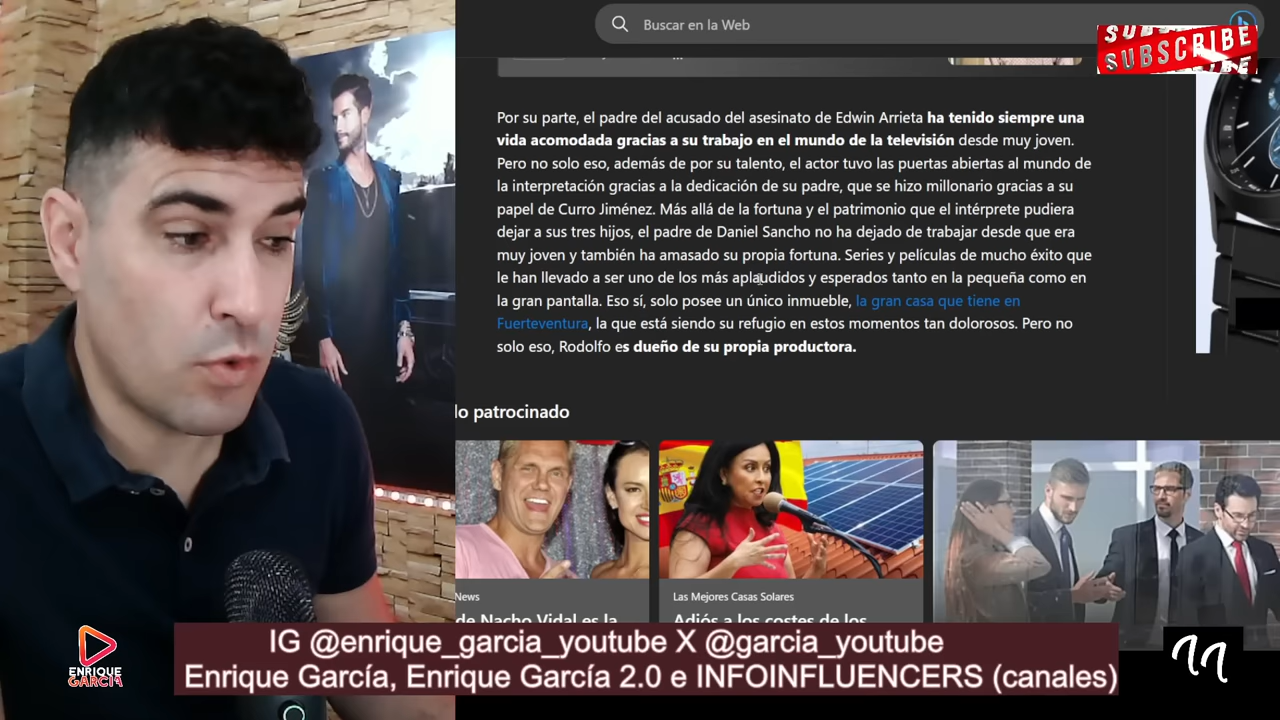 Buscar en la Web
SUBSCRIBE
Por su parte, el padre del acusado del asesinato de Edwin Arrieta ha tenido siempre una
vida acomodada gracias a su trabajo en el mundo de la televisión desde muy joven.
Pero no solo eso, además de por su talento, el actor tuvo las puertas abiertas al mundo de
la interpretación gracias a la dedicación de su padre, que se hizo millonario gracias a su
papel de Curro Jiménez. Más allá de la fortuna y el patrimonio que el intérprete pudiera
dejar a sus tres hijos, el padre de Daniel Sancho no ha dejado de trabajar desde que era
muy joven y también ha amasado su propia fortuna. Series y películas de mucho éxito que
le han llevado a ser uno de los más aplaudidos y esperados tanto en la pequeña como en
la gran pantalla. Eso sí, solo posee un único inmueble, la gran casa que tiene en
Fuerteventura, la que está siendo su refugio en estos momentos tan dolorosos. Pero no
solo eso, Rodolfo es dueño de su propia productora.
lo patrocinado
News
de Nacho Vidal es la
Las Mejores Casas Solares
Adiós a los costes de los
IG @enrique_garcia_youtube X @garcia_youtube
Enrique García, Enrique García 2.0 e INFOINFLUENCERS (canales)
ENRIQUE
GARCÍA